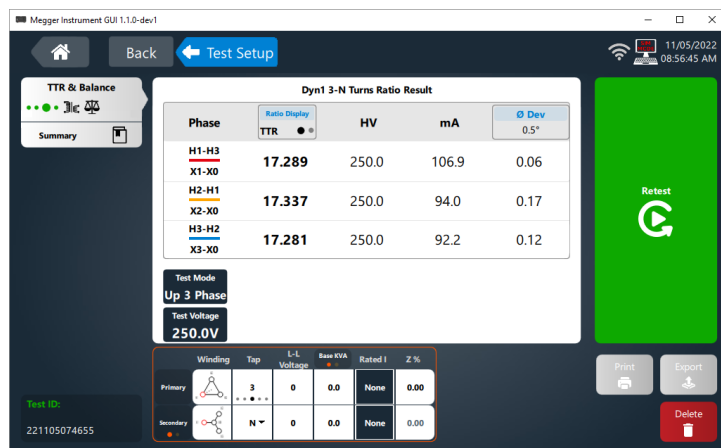 Megger Instrument GUI 1.1.0-dev1
Back
Test Setup
11/05/2022
08:56:45 AM
TTR & Balance
Summary
Dyn1 3-N Turns Ratio Result
Phase
Ratio Display
TTR
HV
mA
Ø Dev
0.5°
H1-H3
X1-X0
17.289
250.0
106.9
0.06
H2-H1
X2-X0
17.337
250.0
94.0
0.17
H3-H2
X3-X0
17.281
250.0
92.2
0.12
Retest
Test Mode
Up 3 Phase
Test Voltage
250.0V
Winding
Tap
L-L
Voltage
Base KVA
Rated I
Z %
Primary
3
0
0.0
None
0.00
Secondary
N
0
0.0
None
0.00
Test ID:
221105074655
Print
Export
Delete